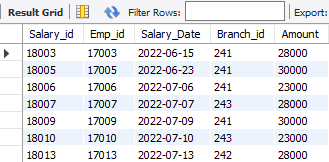 Result Grid Filter Rows: Export:
Salary_id Emp_id Salary_Date Branch_id Amount
18003 17003 2022-06-15 241 28000
18005 17005 2022-06-23 241 30000
18006 17006 2022-07-06 241 23000
18007 17007 2022-07-07 243 28000
18009 17009 2022-07-09 241 30000
18010 17010 2022-07-10 243 23000
18013 17013 2022-07-13 242 28000